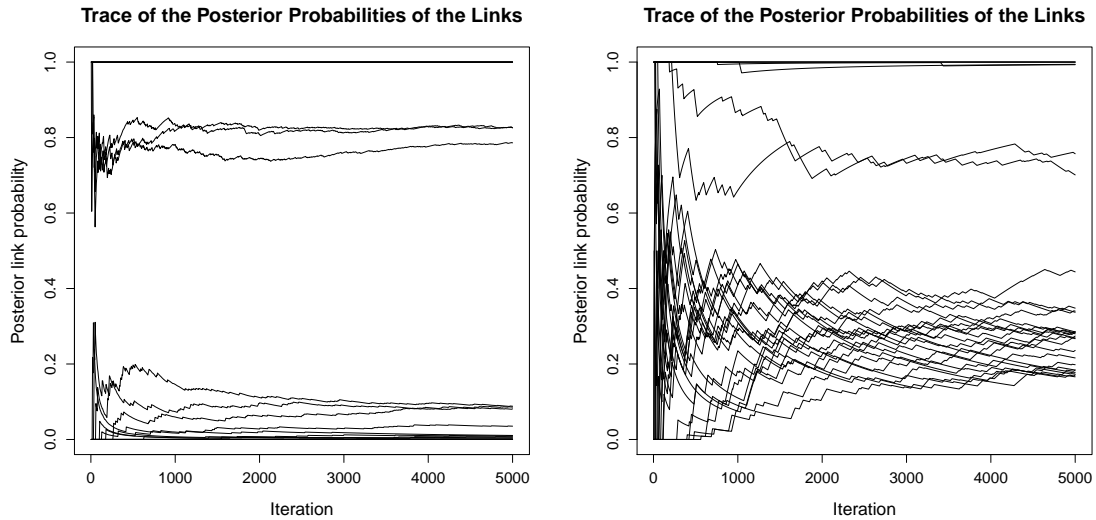 Trace of the Posterior Probabilities of the Links
Posterior link probability
1.0
0.8
0.6
0.4
0.2
0.0
0 1000 2000 3000 4000 5000
Iteration
Trace of the Posterior Probabilities of the Links
Posterior link probability
1.0
0.8
0.6
0.4
0.2
0.0
0 1000 2000 3000 4000 5000
Iteration